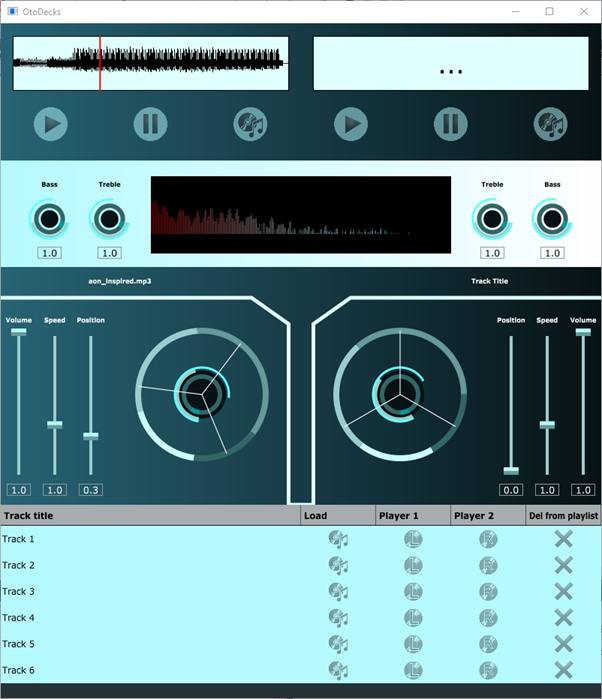 OtoDecks
...
Bass Treble Treble Bass
1.0 1.0 1.0 1.0
aon_inspired.mp3 Track Title
Volume Speed Position Position Speed Volume
1.0 1.0 0.3 0.0 1.0 1.0
Track title Load Player 1 Player 2 Del from playlist
Track 1 L R
Track 2 L R
Track 3 L R
Track 4 L R
Track 5 L R
Track 6 L R